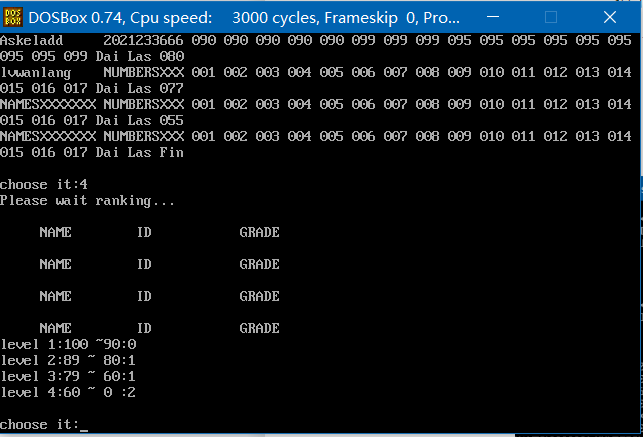 DOSBox 0.74, Cpu speed: 3000 cycles, Frameskip 0, Pro...
Askeladd 2021233666 090 090 090 090 090 099 099 099 095 095 095 095 095 095
095 095 099 Dai Las 080
lvwanlang NUMBERSXXX 001 002 003 004 005 006 007 008 009 010 011 012 013 014
015 016 017 Dai Las 077
NAMESXXXXXXX NUMBERSXXX 001 002 003 004 005 006 007 008 009 010 011 012 013 014
015 016 017 Dai Las 055
NAMESXXXXXXX NUMBERSXXX 001 002 003 004 005 006 007 008 009 010 011 012 013 014
015 016 017 Dai Las Fin
choose it:4
Please wait ranking...
NAME ID GRADE
NAME ID GRADE
NAME ID GRADE
NAME ID GRADE
level 1:100 ~90:0
level 2:89 ~ 80:1
level 3:79 ~ 60:1
level 4:60 ~ 0 :2
choose it:_